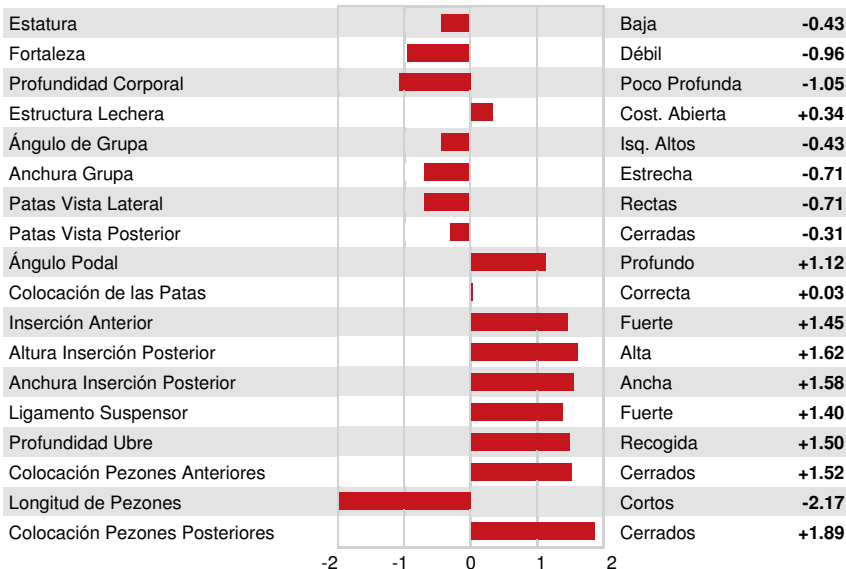 Estatura Baja -0.43
Fortaleza Débil -0.96
Profundidad Corporal Poco Profunda -1.05
Estructura Lechera Cost. Abierta +0.34
Ángulo de Grupa Isq. Altos -0.43
Anchura Grupa Estrecha -0.71
Patas Vista Lateral Rectas -0.71
Patas Vista Posterior Cerradas -0.31
Ángulo Podal Profundo +1.12
Colocación de las Patas Correcta +0.03
Inserción Anterior Fuerte +1.45
Altura Inserción Posterior Alta +1.62
Anchura Inserción Posterior Ancha +1.58
Ligamento Suspensor Fuerte +1.40
Profundidad Ubre Recogida +1.50
Colocación Pezones Anteriores Cerrados +1.52
Longitud de Pezones Cortos -2.17
Colocación Pezones Posteriores Cerrados +1.89
-2 -1 0 1 2